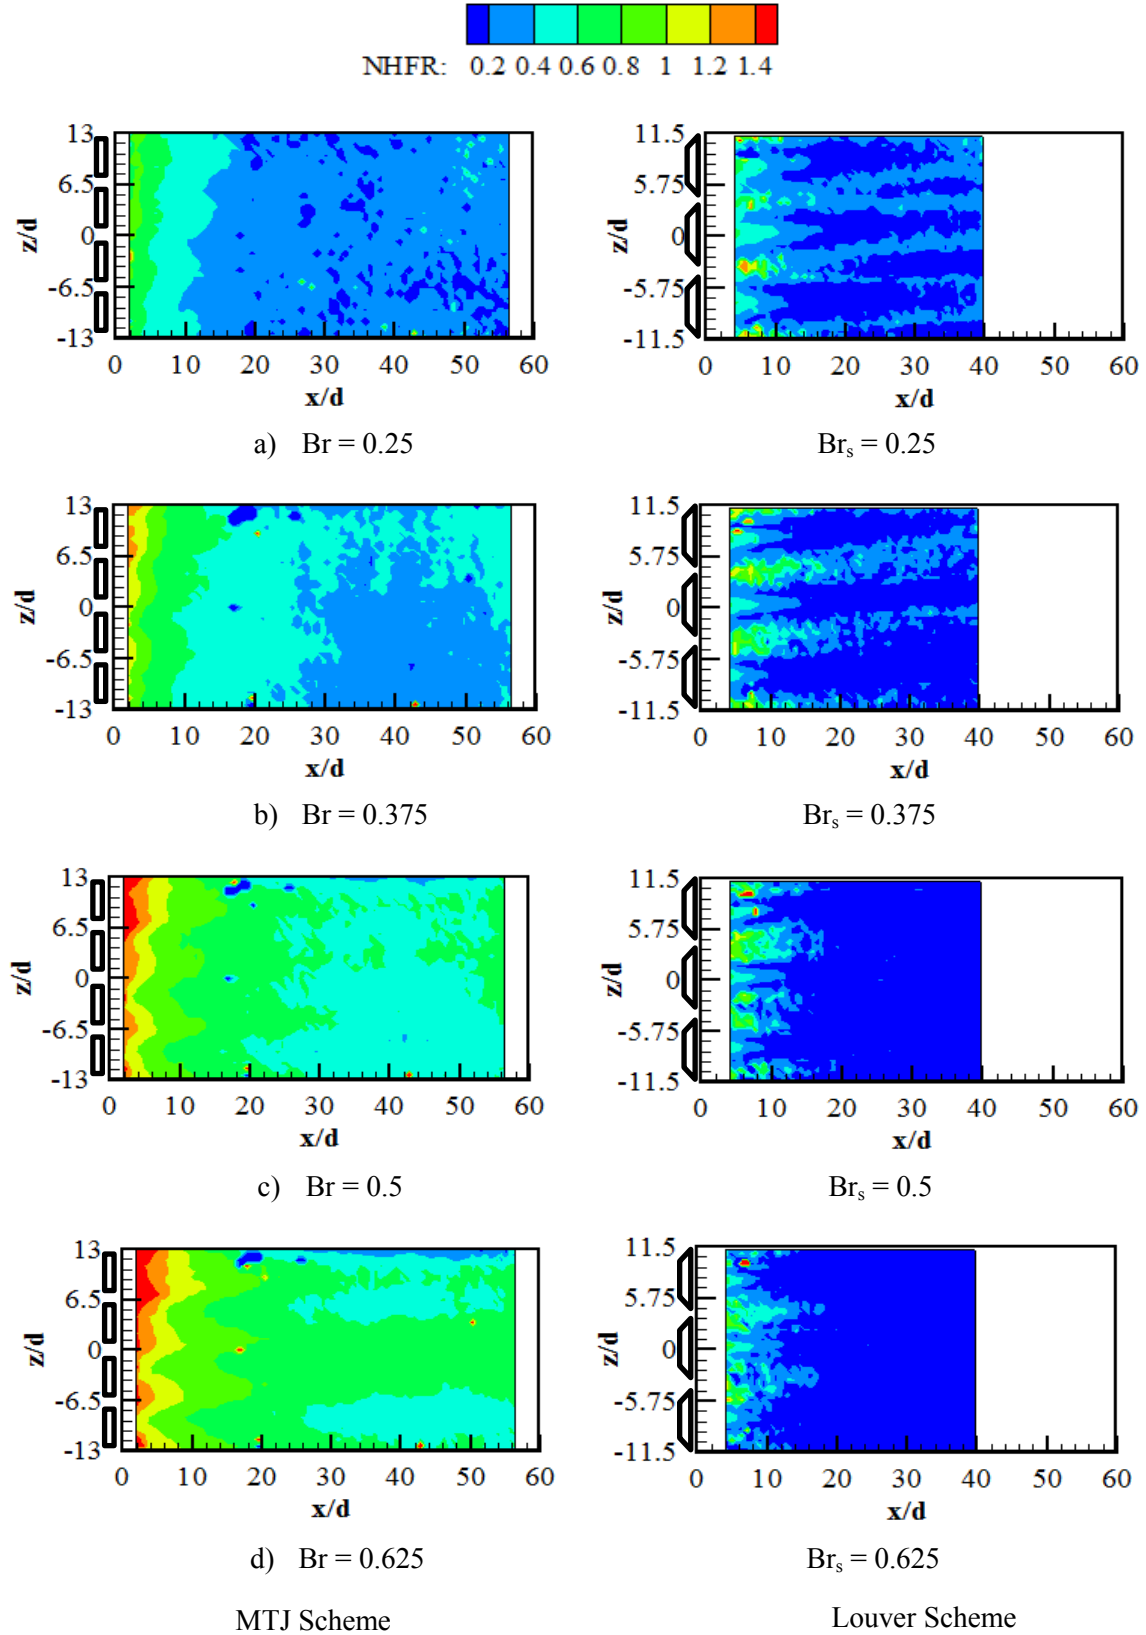 NHFR: 0.2 0.4 0.6 0.8 1 1.2 1.4
13 6.5 0 -6.5 -13
z/d
0 10 20 30 40 50 60
x/d
11.5 5.75 0 -5.75 -11.5
z/d
0 10 20 30 40 50 60
x/d
a) Br = 0.25
Brs = 0.25
13 6.5 0 -6.5 -13
z/d
0 10 20 30 40 50 60
x/d
11.5 5.75 0 -5.75 -11.5
z/d
0 10 20 30 40 50 60
x/d
b) Br = 0.375
Brs = 0.375
13 6.5 0 -6.5 -13
z/d
0 10 20 30 40 50 60
x/d
11.5 5.75 0 -5.75 -11.5
z/d
0 10 20 30 40 50 60
x/d
c) Br = 0.5
Brs = 0.5
13 6.5 0 -6.5 -13
z/d
0 10 20 30 40 50 60
x/d
11.5 5.75 0 -5.75 -11.5
z/d
0 10 20 30 40 50 60
x/d
d) Br = 0.625
Brs = 0.625
MTJ Scheme
Louver Scheme